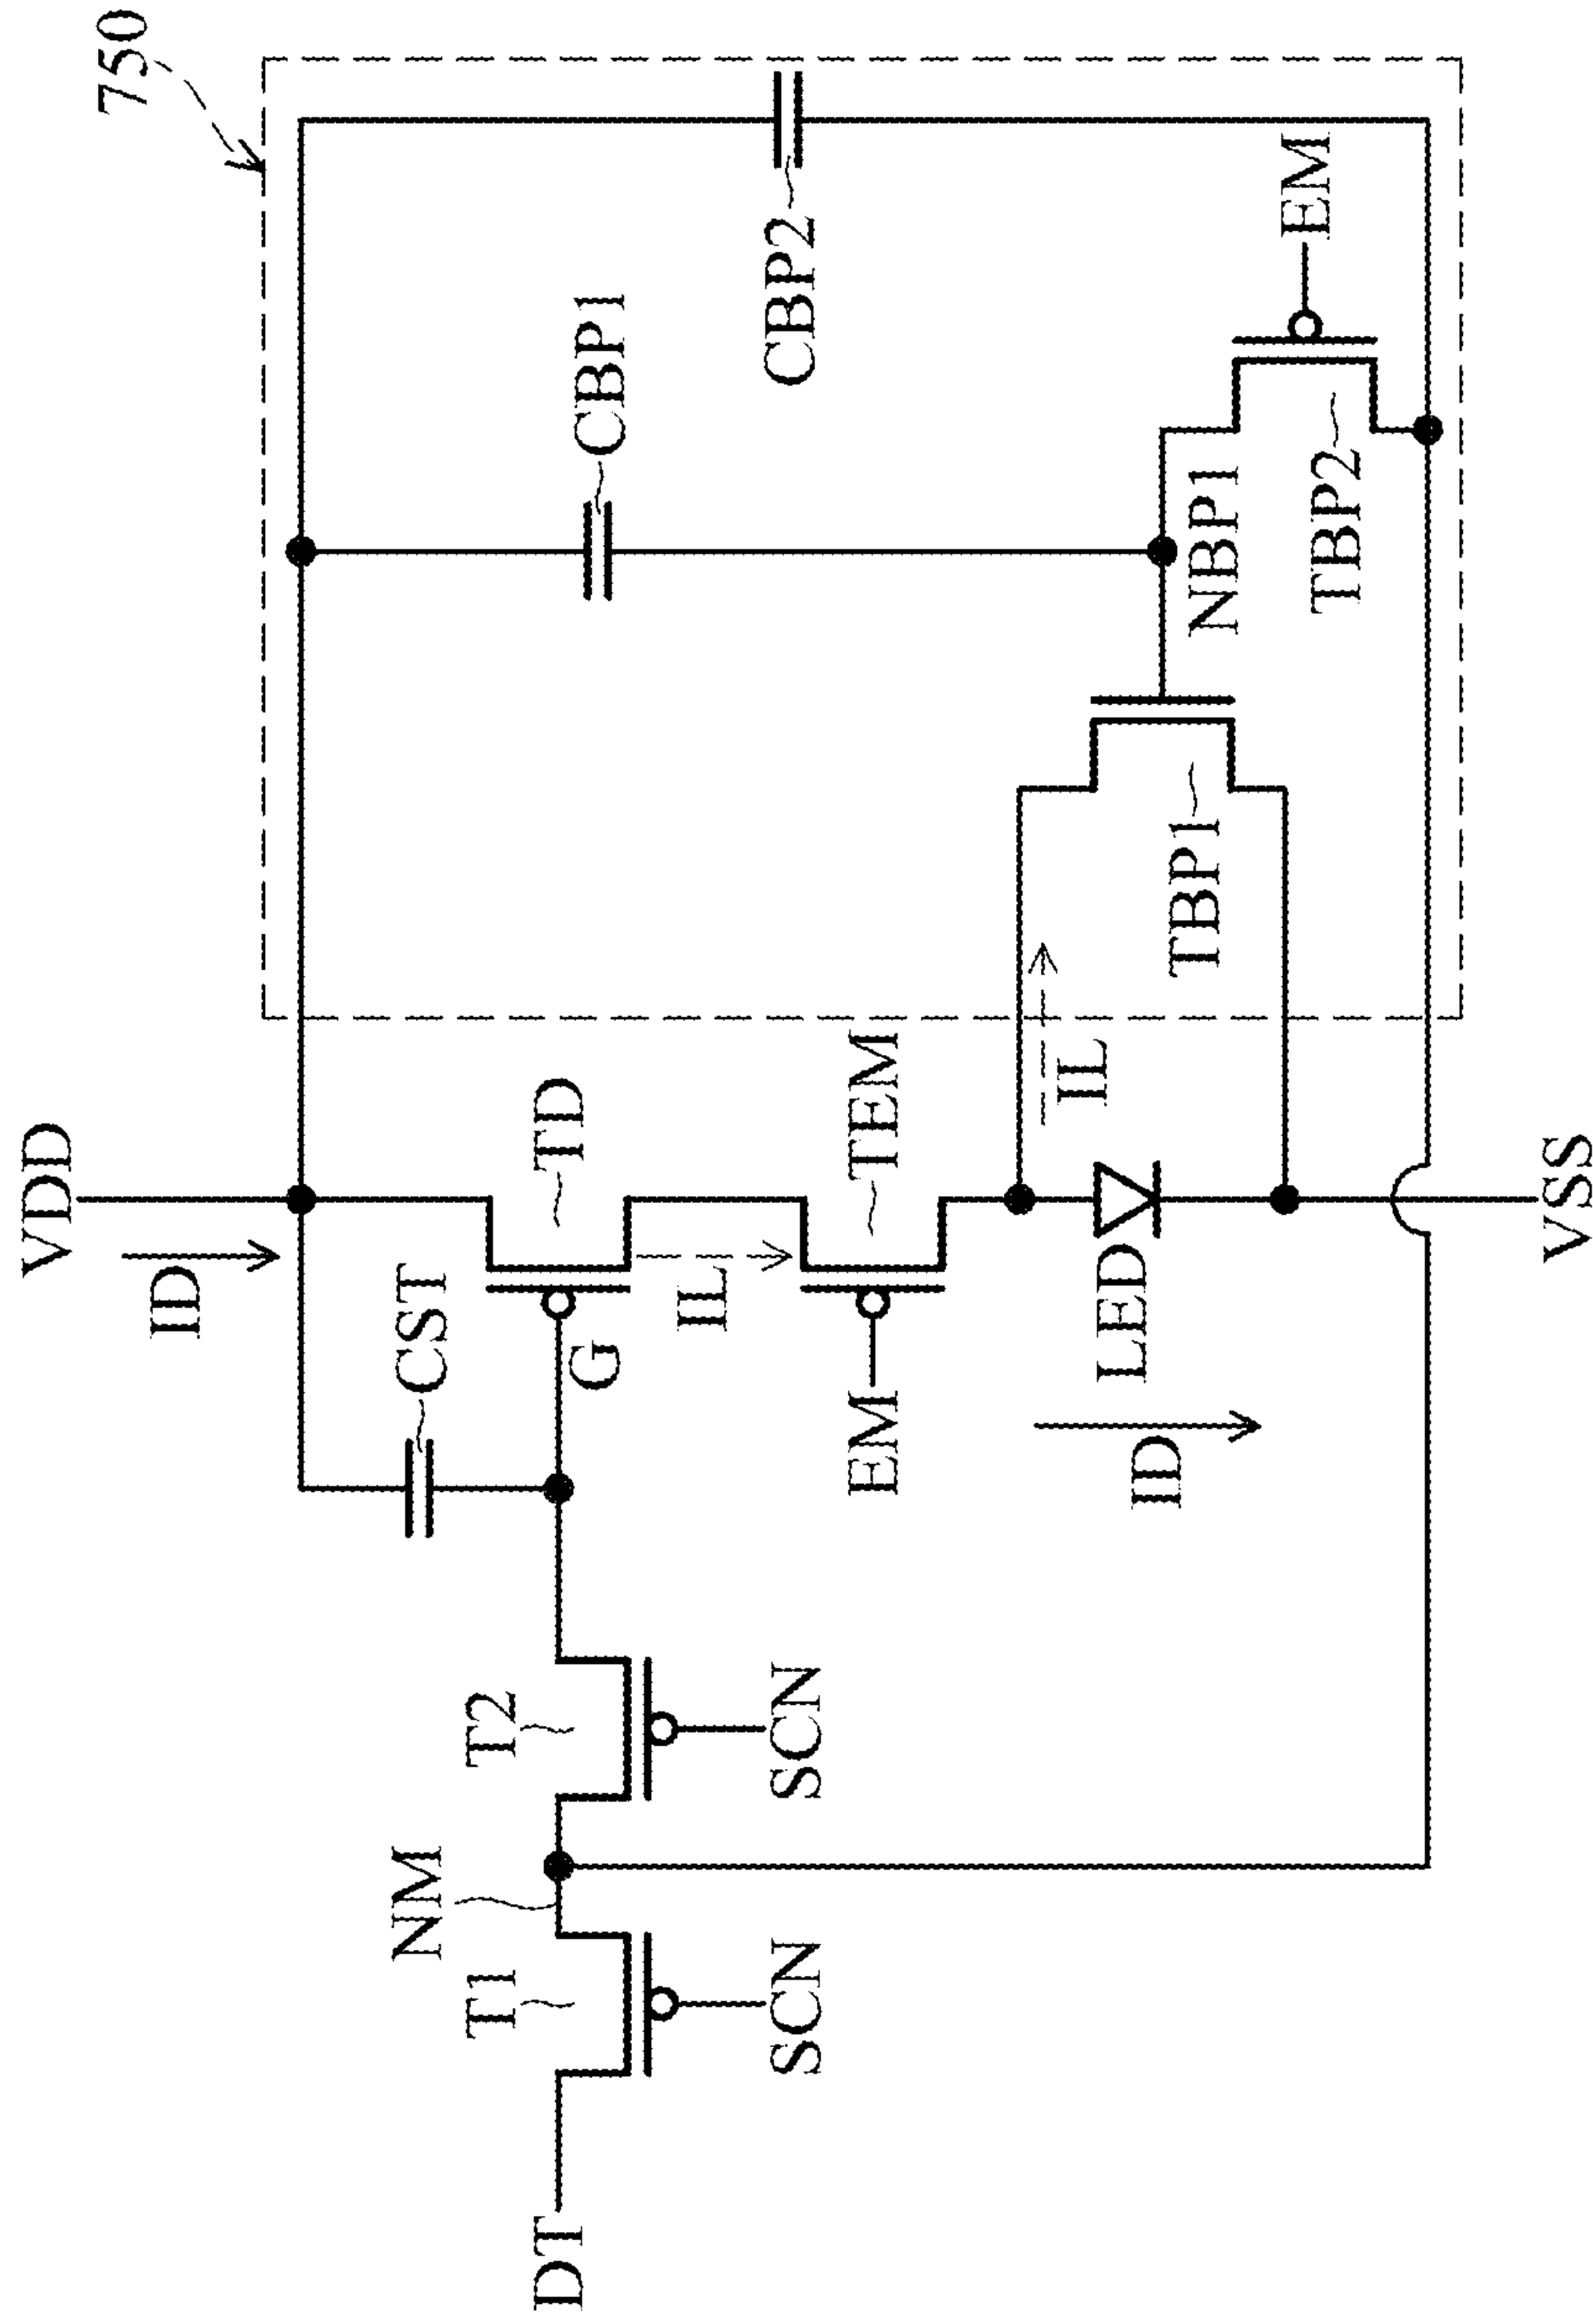 750
VDD
ID
CST
TD
G
IL
CBP1
CBP2
T2
NM
T1
DT
SCN
SCN
EM
TEM
LED
ID
IL
TBP1
NBP1
TBP2
EM
VSS